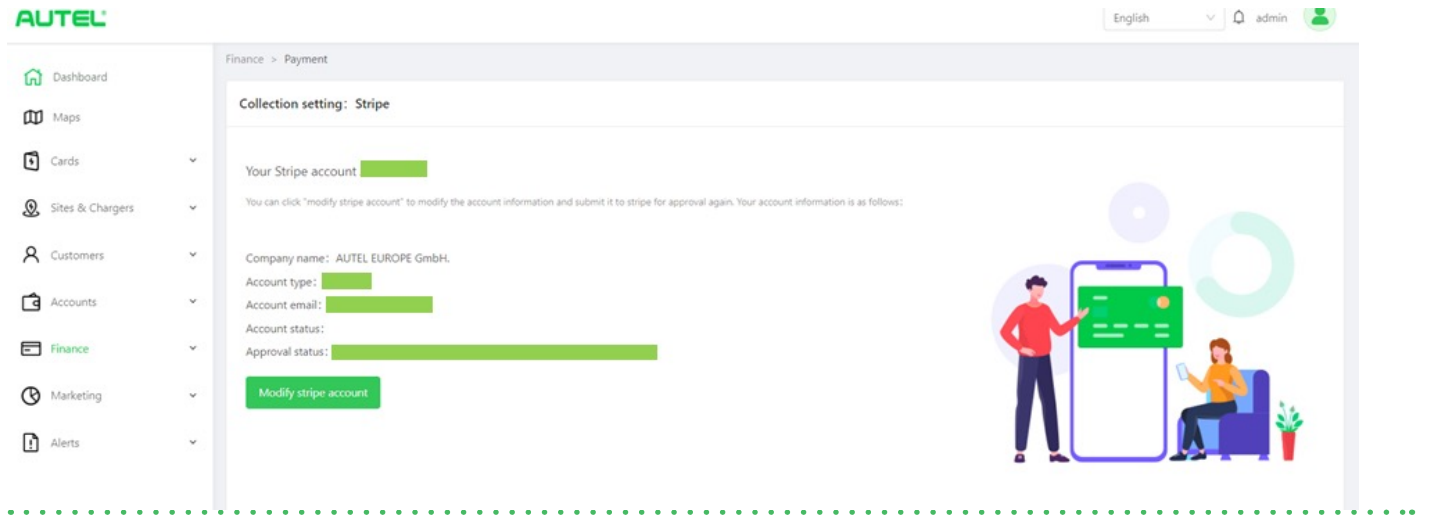 AUTEL
English
admin
Finance > Payment
Dashboard
Maps
Cards
Sites & Chargers
Customers
Accounts
Finance
Marketing
Alerts
Collection setting: Stripe
Your Stripe account
You can click "modify stripe account" to modify the account information and submit it to stripe for approval again. Your account information is as follows:
Company name: AUTEL EUROPE GmbH.
Account type:
Account email:
Account status:
Approval status:
Modify stripe account